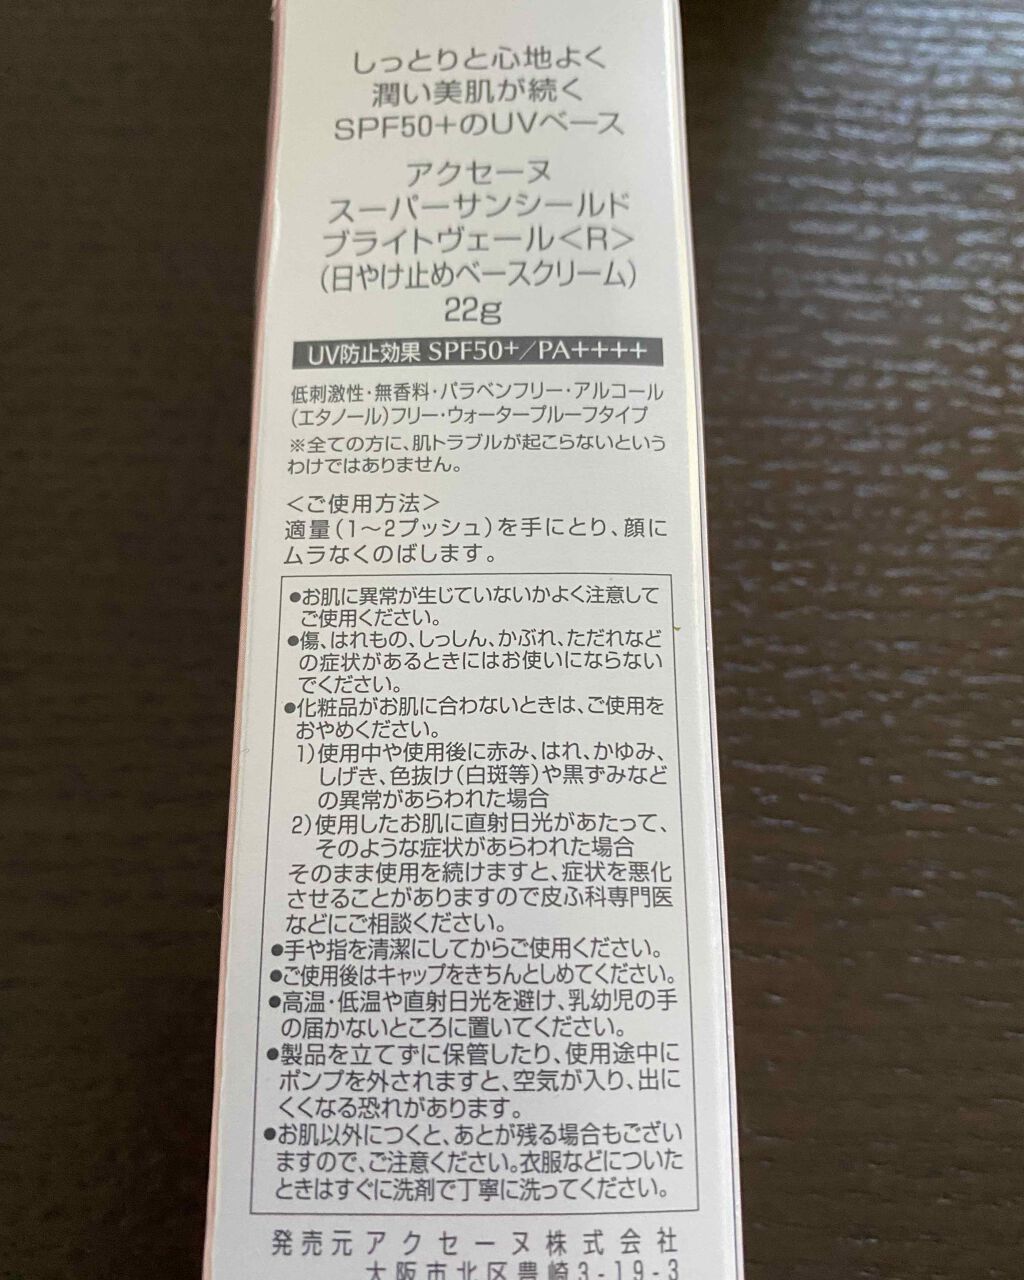 しっとりと心地よく
潤い美肌が続く
SPF50+のUVベース
アクセーヌ
スーパーサンシールド
ブライトヴェール<R>
(日やけ止めベースクリーム)
22g
UV防止効果 SPF50+/PA++++
低刺激性・無香料・パラベンフリー・アルコール
(エタノール)フリー・ウォータープルーフタイプ
※全ての方に、肌トラブルが起こらないという
わけではありません。
<ご使用方法>
適量(1〜2プッシュ)を手にとり、顔に
ムラなくのばします。
●お肌に異常が生じていないかよく注意して
ご使用ください。
●傷、はれもの、しっしん、かぶれ、ただれなど
の症状があるときにはお使いにならない
でください。
●化粧品がお肌に合わないときは、ご使用を
おやめください。
1)使用中や使用後に赤み、はれ、かゆみ、
しげき、色抜け(白斑等)や黒ずみなど
の異常があらわれた場合
2)使用したお肌に直射日光があたって、
そのような症状があらわれた場合
そのまま使用を続けますと、症状を悪化
させることがありますので皮ふ科専門医
などにご相談ください。
●手や指を清潔にしてからご使用ください。
●ご使用後はキャップをきちんとしめてください。
●高温・低温や直射日光を避け、乳幼児の手
の届かないところに置いてください。
●製品を立てずに保管したり、使用途中に
ポンプを外されますと、空気が入り、出に
くくなる恐れがあります。
●お肌以外につくと、あとが残る場合もござい
ますので、ご注意ください。衣服などについた
ときはすぐに洗剤で丁寧に洗ってください。
発売元アクセーヌ株式会社
大阪市北区豊崎3-19-3